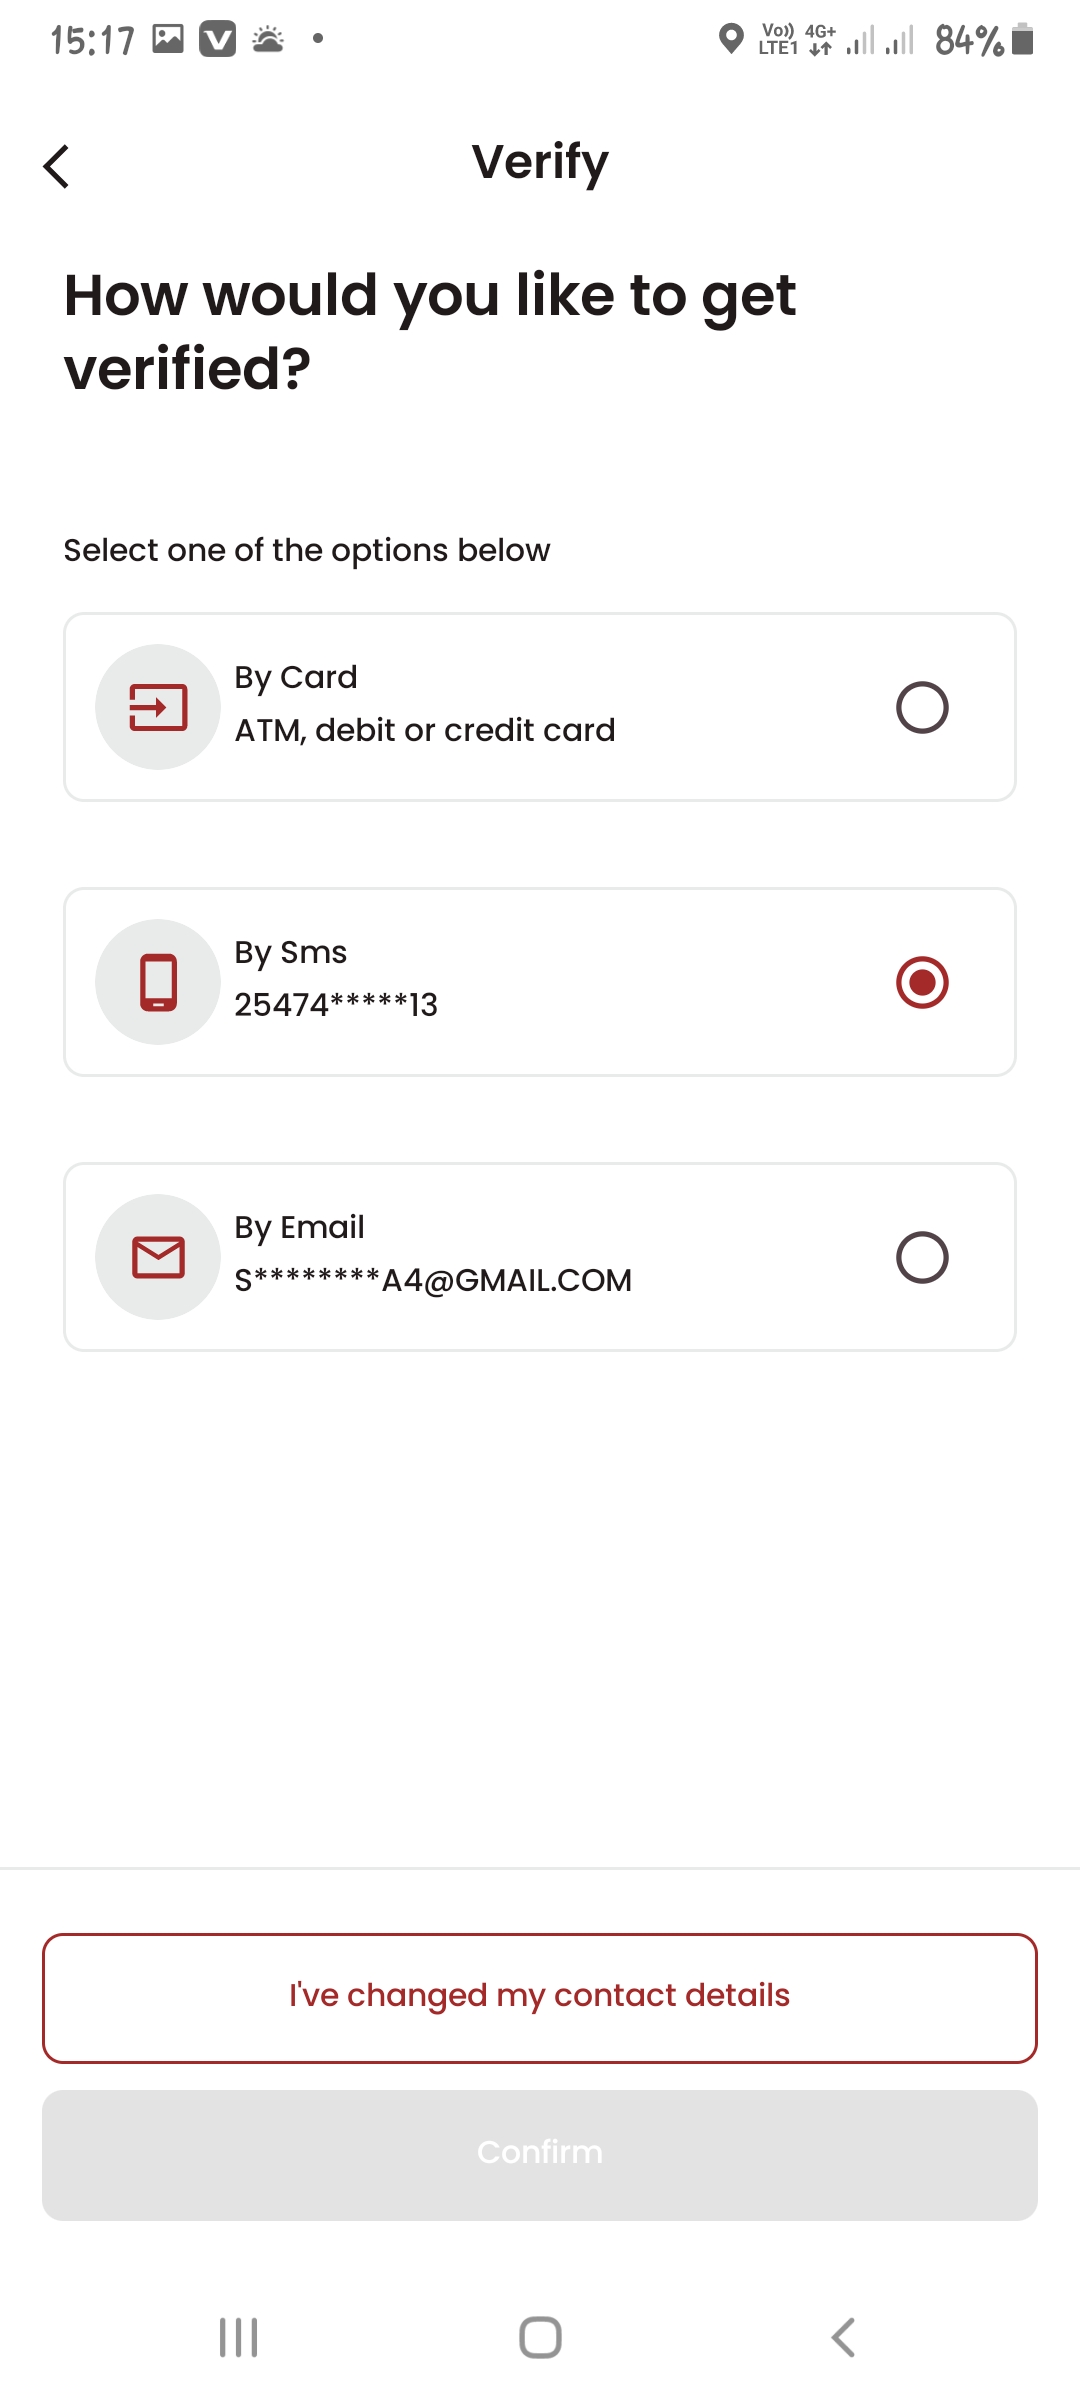 15:17
Vo)) LTE1 4G+ 84%
Verify
How would you like to get
verified?
Select one of the options below
By Card
ATM, debit or credit card
By Sms
25474*****13
By Email
S********A4@GMAIL.COM
I've changed my contact details
Confirm